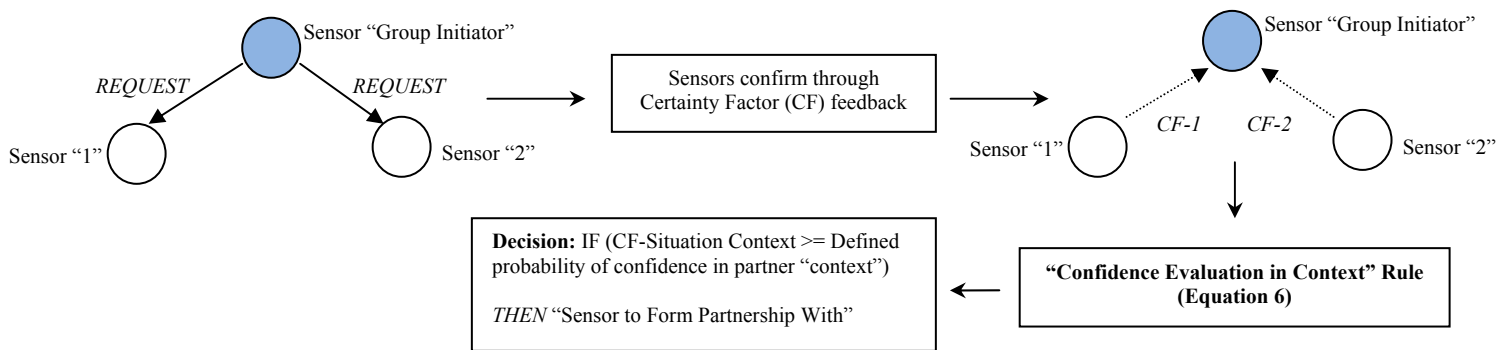 Sensor “Group Initiator”
REQUEST
REQUEST
Sensor “1”
Sensor “2”
Sensors confirm through
Certainty Factor (CF) feedback
Sensor “Group Initiator”
CF-1
CF-2
Sensor “1”
Sensor “2”
“Confidence Evaluation in Context” Rule
(Equation 6)
Decision: IF (CF-Situation Context >= Defined
probability of confidence in partner “context”)
THEN “Sensor to Form Partnership With”